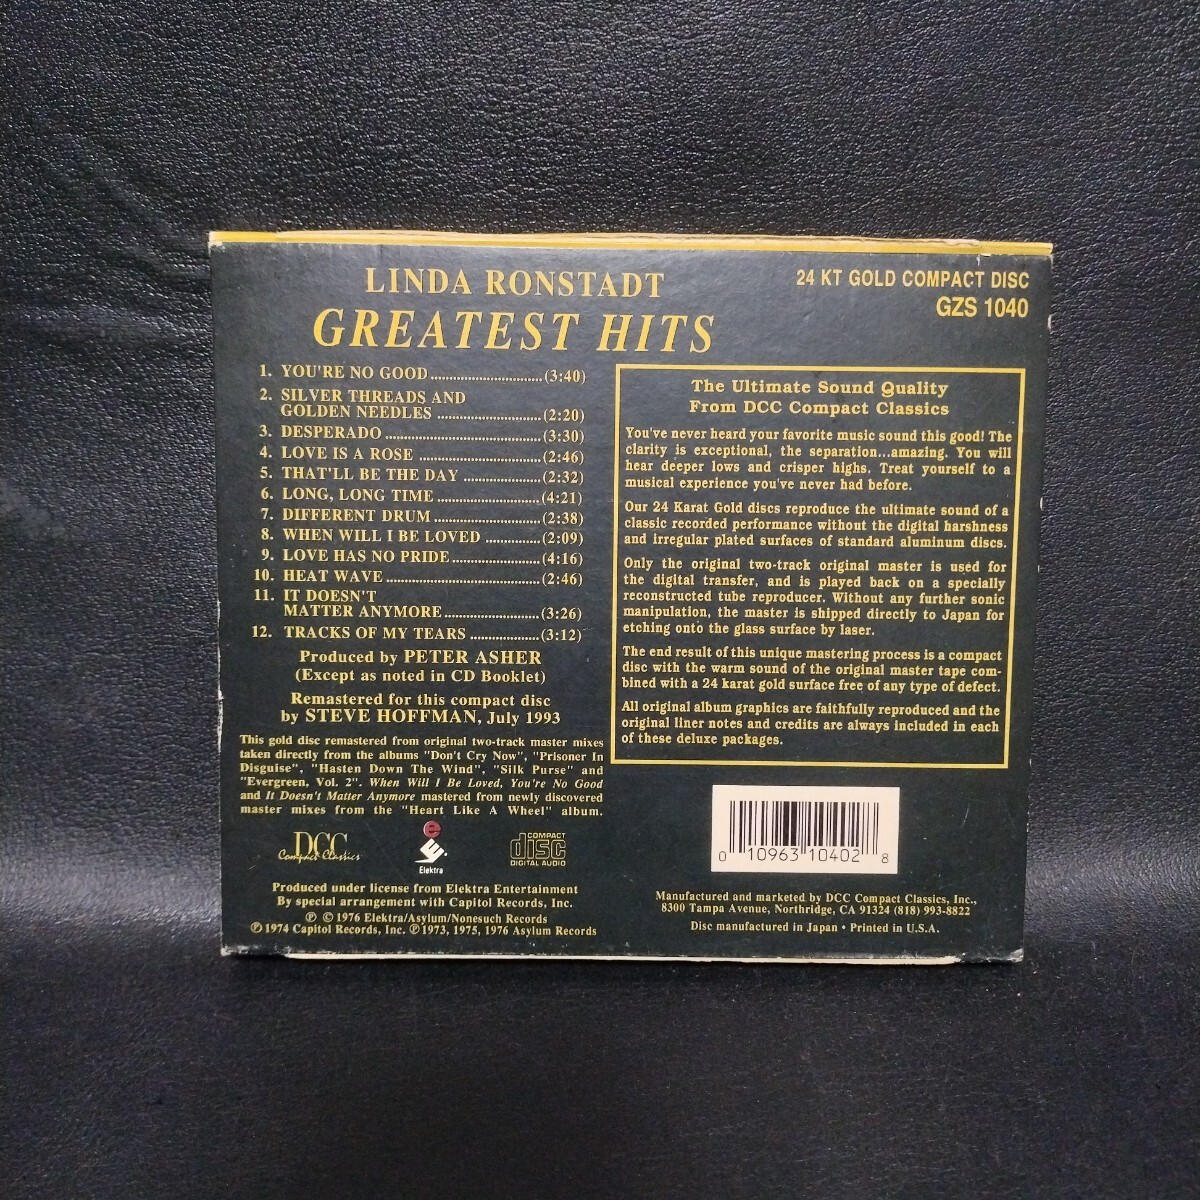 LINDA RONSTADT
GREATEST HITS
24 KT GOLD COMPACT DISC
GZS 1040
1. YOU'RE NO GOOD..............................(3:40)
2. SILVER THREADS AND
GOLDEN NEEDLES ..........................(2:20)
3. DESPERADO .......................................(3:30)
4. LOVE IS A ROSE ...............................(2:46)
5. THAT'LL BE THE DAY ....................(2:32)
6. LONG, LONG TIME .........................(4:21)
7. DIFFERENT DRUM ..........................(2:38)
8. WHEN WILL I BE LOVED ..............(2:09)
9. LOVE HAS NO PRIDE ......................(4:16)
10. HEAT WAVE .......................................(2:46)
11. IT DOESN'T
MATTER ANYMORE ........................(3:26)
12. TRACKS OF MY TEARS .................(3:12)
Produced by PETER ASHER
(Except as noted in CD Booklet)
Remastered for this compact disc
by STEVE HOFFMAN, July 1993
This gold disc remastered from original two-track master mixes
taken directly from the albums "Don't Cry Now", "Prisoner In
Disguise", "Hasten Down The Wind", "Silk Purse" and
"Evergreen, Vol. 2". When Will I Be Loved, You're No Good
and It Doesn't Matter Anymore mastered from newly discovered
master mixes from the "Heart Like A Wheel" album.
DCC
Compact Classics
e
Elektra
COMPACT
disc
DIGITAL AUDIO
Produced under license from Elektra Entertainment
By special arrangement with Capitol Records, Inc.
℗ © 1976 Elektra/Asylum/Nonesuch Records
℗ 1974 Capitol Records, Inc. ℗ 1973, 1975, 1976 Asylum Records
The Ultimate Sound Quality
From DCC Compact Classics
You've never heard your favorite music sound this good! The
clarity is exceptional, the separation...amazing. You will
hear deeper lows and crisper highs. Treat yourself to a
musical experience you've never had before.
Our 24 Karat Gold discs reproduce the ultimate sound of a
classic recorded performance without the digital harshness
and irregular plated surfaces of standard aluminum discs.
Only the original two-track original master is used for
the digital transfer, and is played back on a specially
reconstructed tube reproducer. Without any further sonic
manipulation, the master is shipped directly to Japan for
etching onto the glass surface by laser.
The end result of this unique mastering process is a compact
disc with the warm sound of the original master tape com-
bined with a 24 karat gold surface free of any type of defect.
All original album graphics are faithfully reproduced and the
original liner notes and credits are always included in each
of these deluxe packages.
0 10963 10402 8
Manufactured and marketed by DCC Compact Classics, Inc.,
8300 Tampa Avenue, Northridge, CA 91324 (818) 993-8822
Disc manufactured in Japan • Printed in U.S.A.